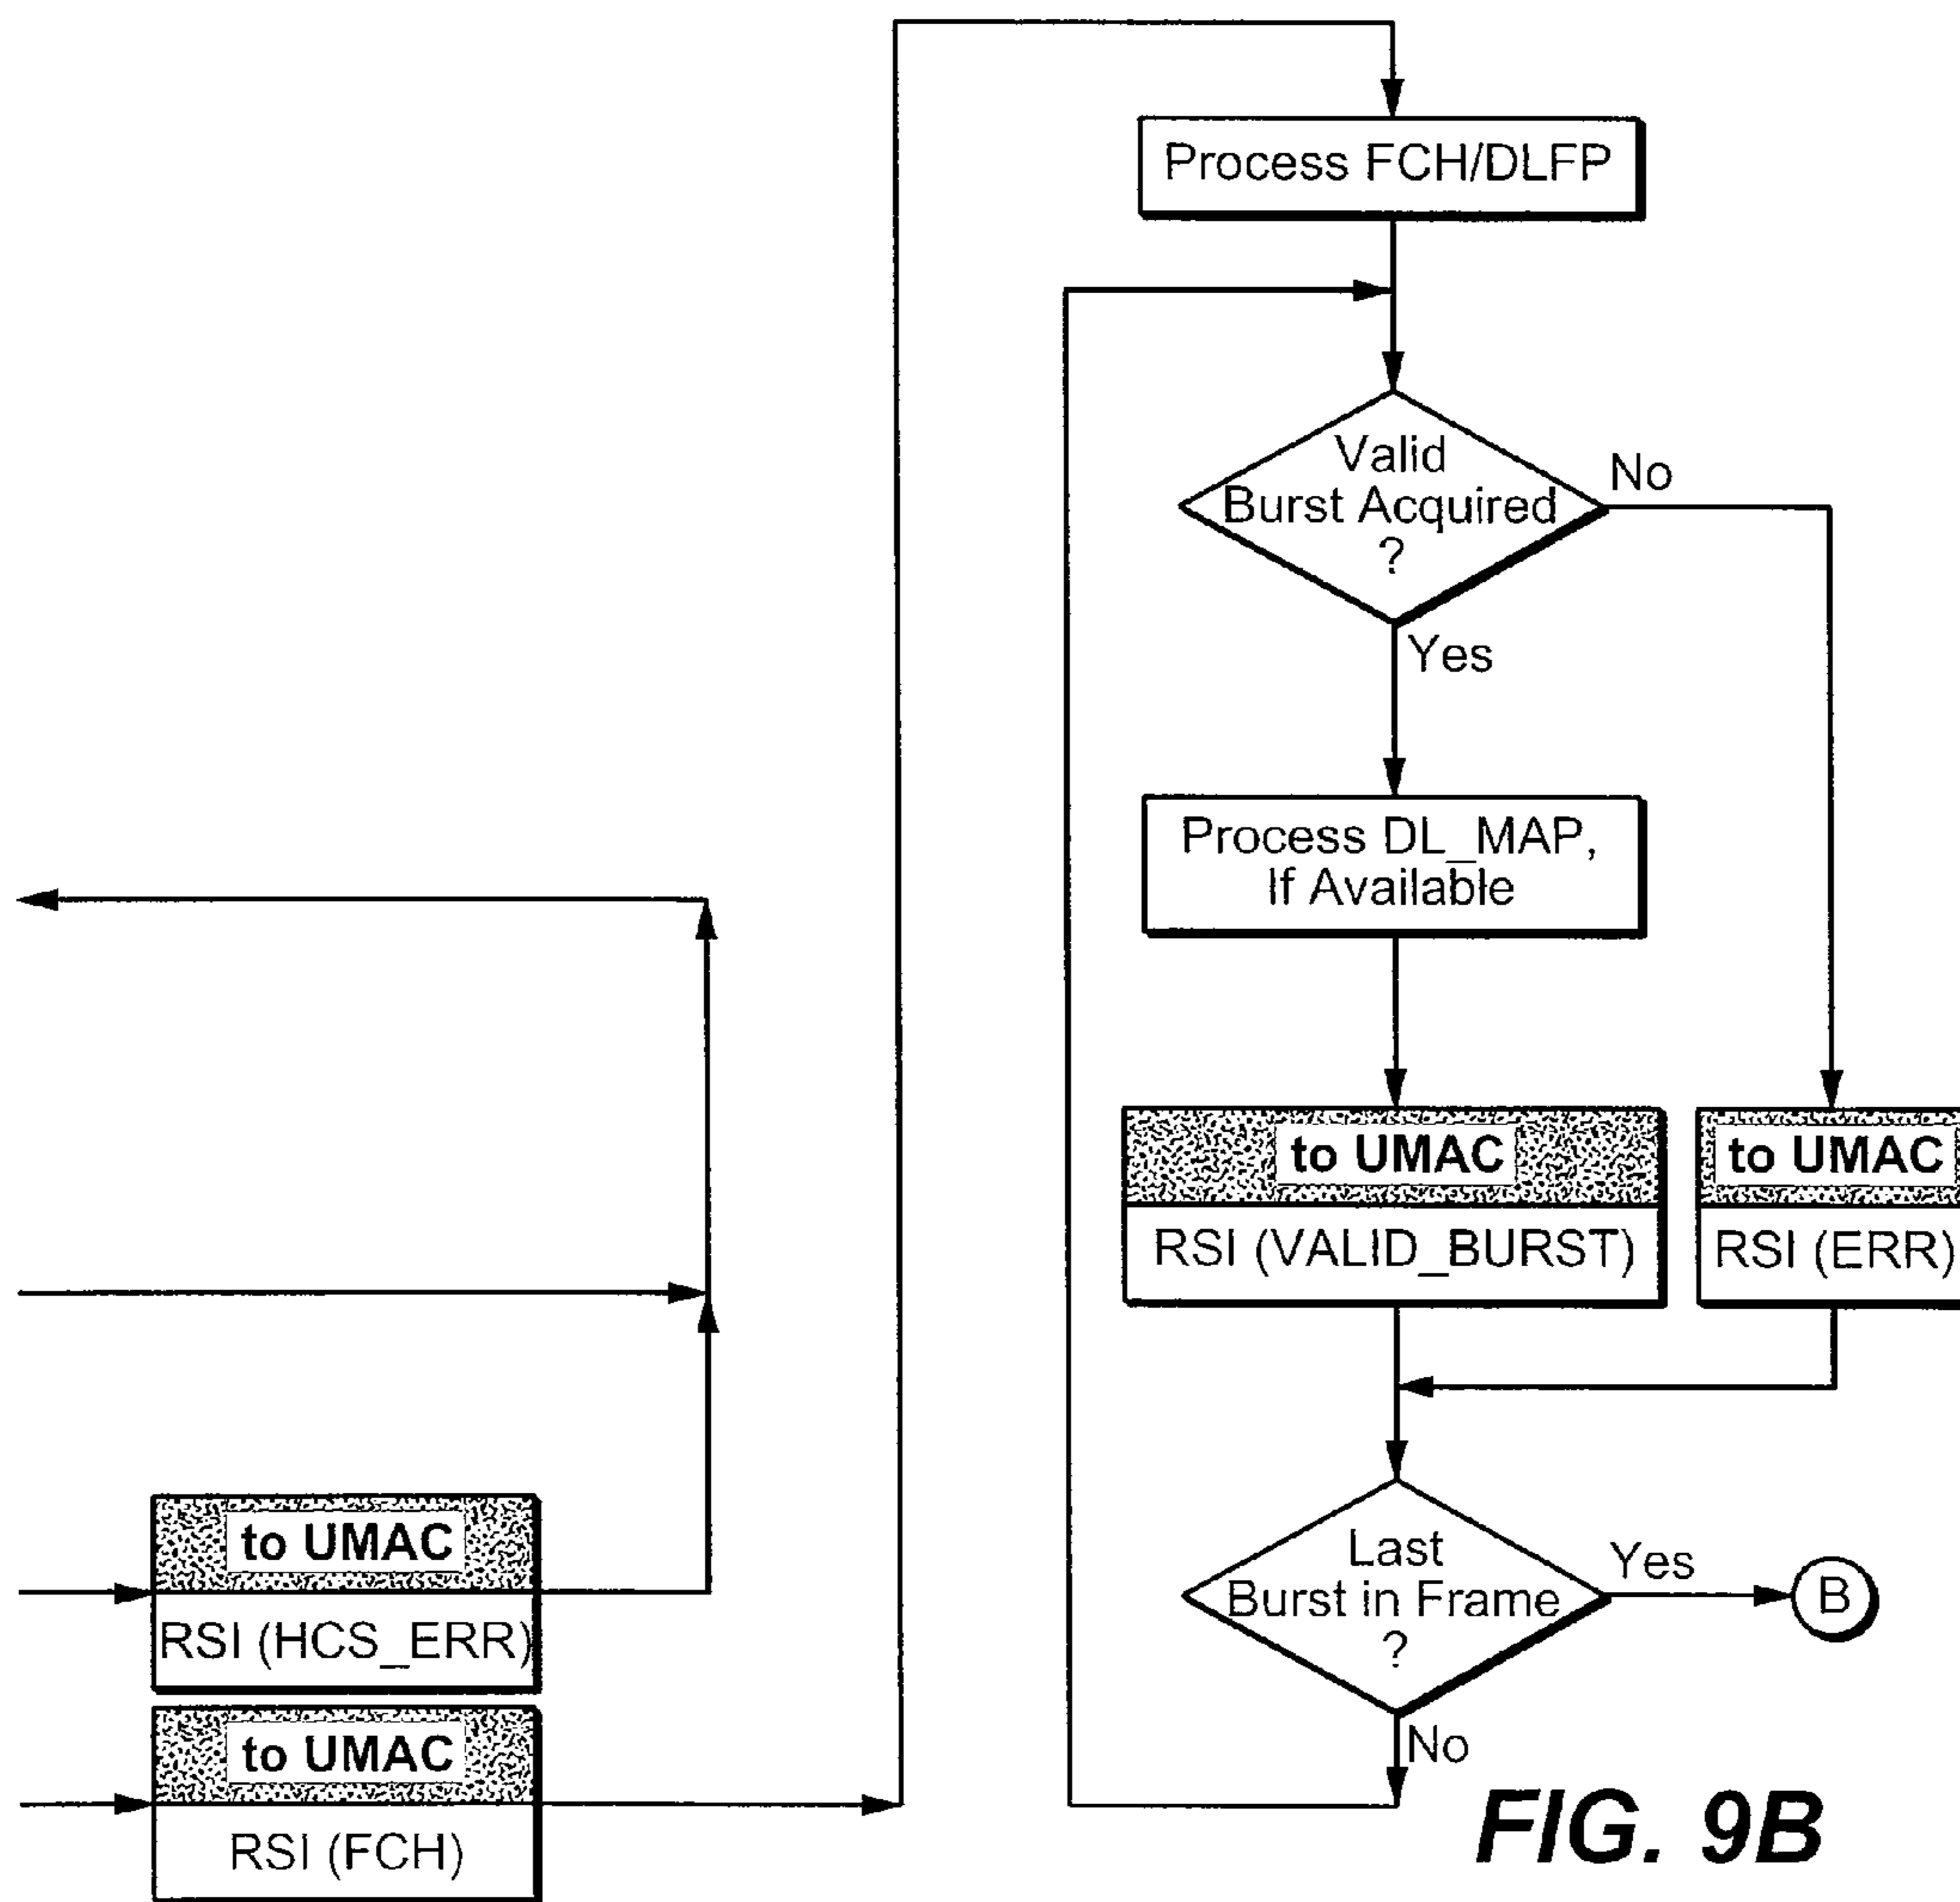 Process FCH/DLFP
Valid
Burst Acquired
?
No
Yes
Process DL_MAP,
If Available
to UMAC
RSI (VALID_BURST)
to UMAC
RSI (ERR)
Last
Burst in Frame
?
Yes
B
No
to UMAC
RSI (HCS_ERR)
to UMAC
RSI (FCH)
FIG. 9B